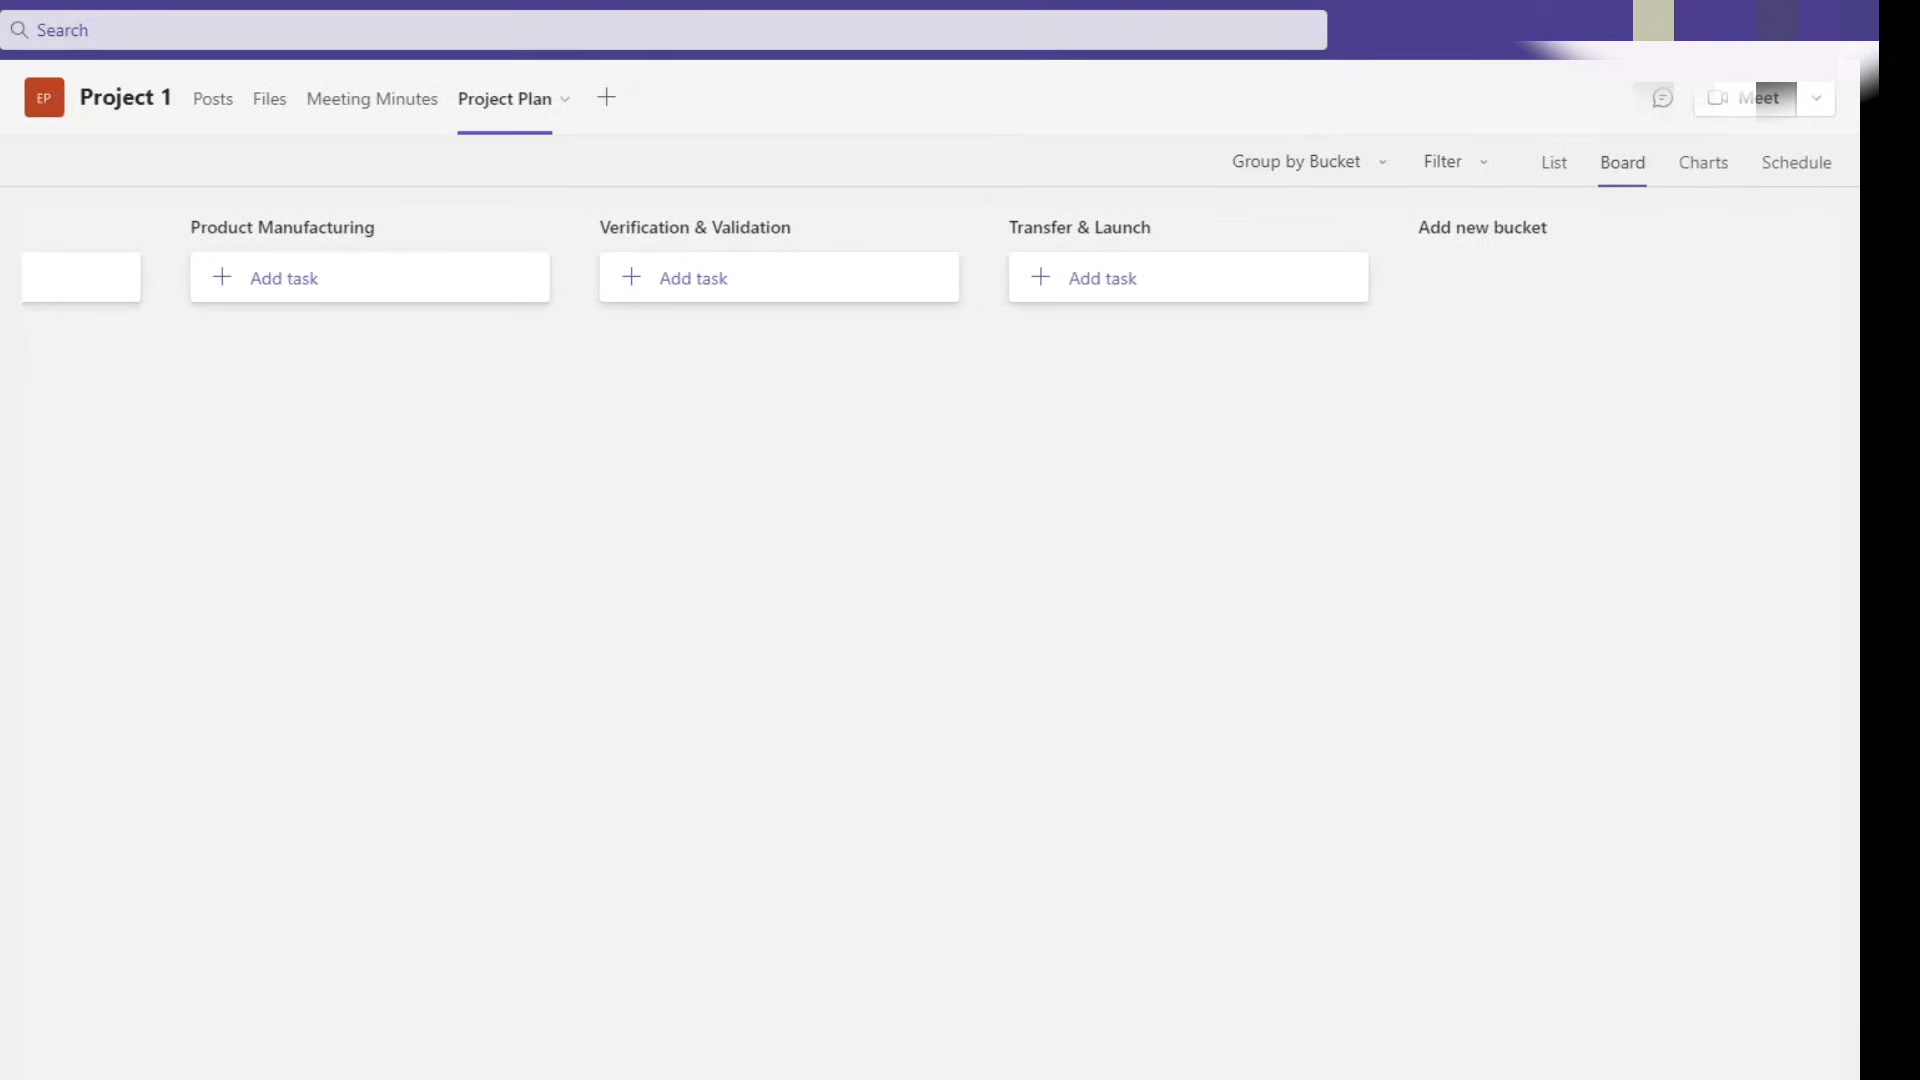 Search
EP
Project 1 Posts Files Meeting Minutes Project Plan
Meet
Group by Bucket Filter List Board Charts Schedule
Product Manufacturing Verification & Validation Transfer & Launch Add new bucket
Add task Add task Add task